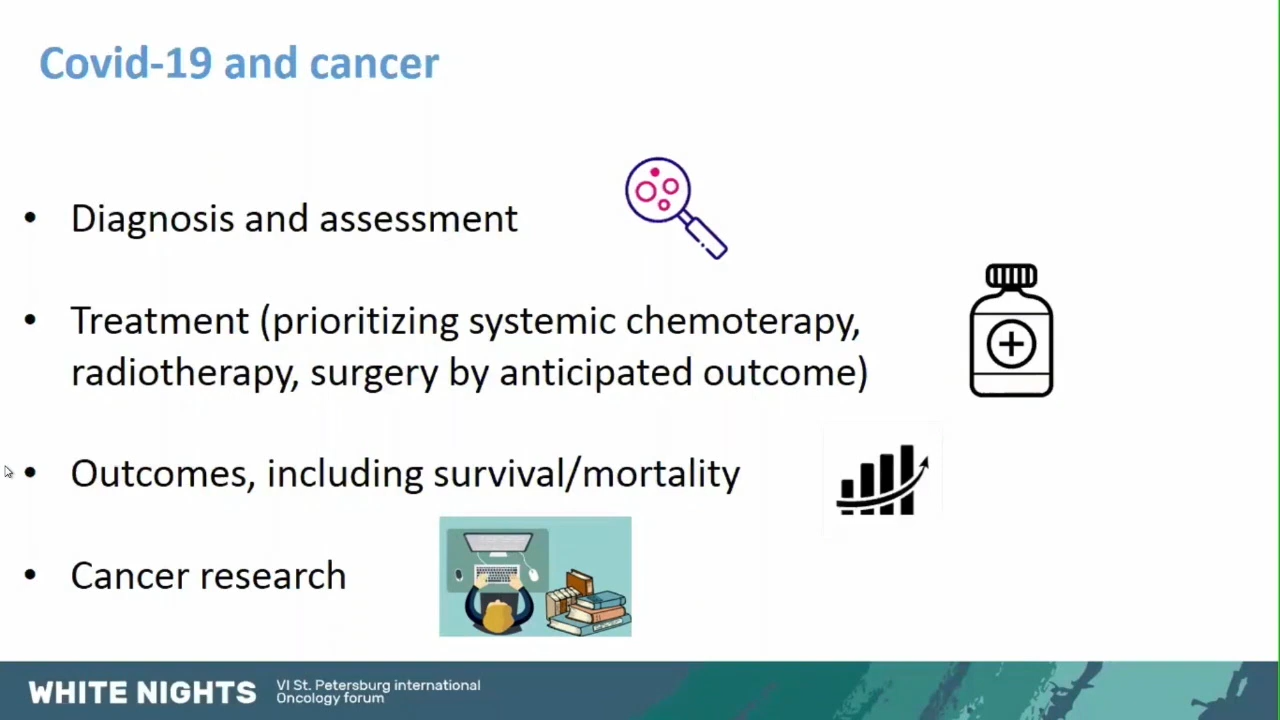 Covid-19 and cancer
• Diagnosis and assessment
• Treatment (prioritizing systemic chemoterapy,
radiotherapy, surgery by anticipated outcome)
• Outcomes, including survival/mortality
• Cancer research
WHITE NIGHTS
VI St. Petersburg international
Oncology forum